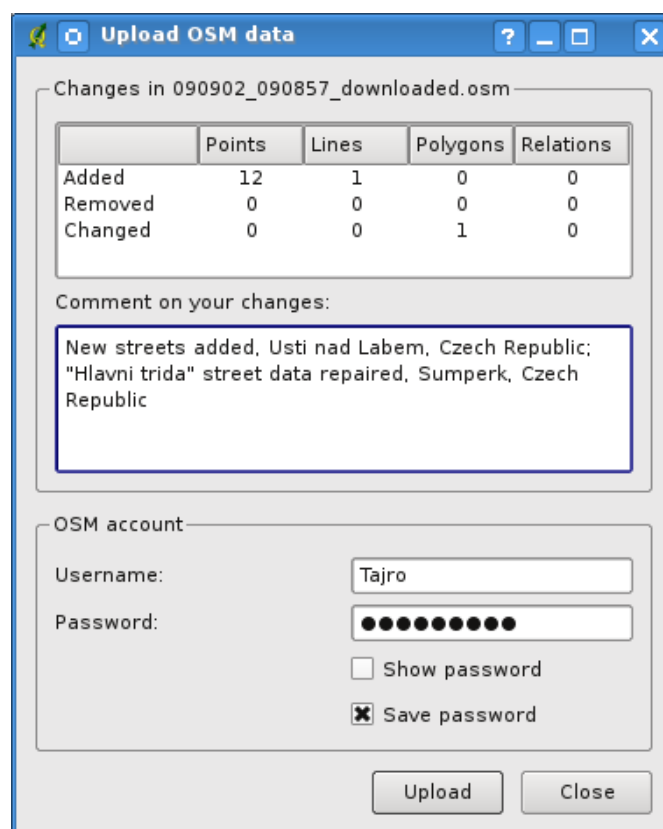 Upload OSM data
Changes in 090902_090857_downloaded.osm
Points Lines Polygons Relations
Added 12 1 0 0
Removed 0 0 0 0
Changed 0 0 1 0
Comment on your changes:
New streets added, Usti nad Labem, Czech Republic;
"Hlavni trida" street data repaired, Sumperk, Czech
Republic
OSM account
Username: Tajro
Password: ●●●●●●●●●
Show password
Save password
Upload Close